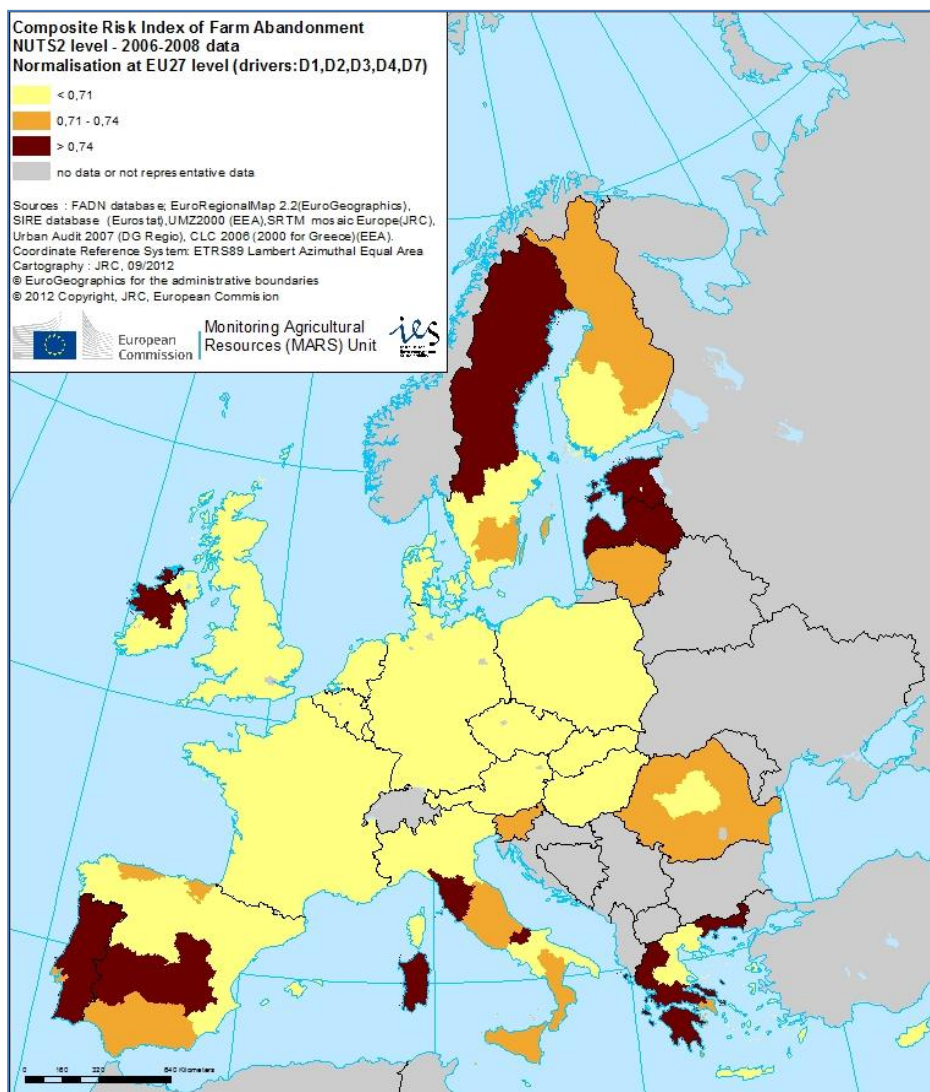 Composite Risk Index of Farm Abandonment
NUTS2 level - 2006-2008 data
Normalisation at EU27 level (drivers:D1,D2,D3,D4,D7)
< 0,71
0,71 - 0,74
> 0,74
no data or not representative data
Sources : FADN database; EuroRegionalMap 2.2(EuroGeographics),
SIRE database (Eurostat),UMZ2000 (EEA),SRTM mosaic Europe(JRC),
Urban Audit 2007 (DG Regio), CLC 2006 (2000 for Greece)(EEA).
Coordinate Reference System: ETRS89 Lambert Azimuthal Equal Area
Cartography : JRC, 09/2012
© EuroGeographics for the administrative boundaries
© 2012 Copyright, JRC, European Commision
European
Commission
Monitoring Agricultural
Resources (MARS) Unit
ies
0 160 320 640 Kilometers